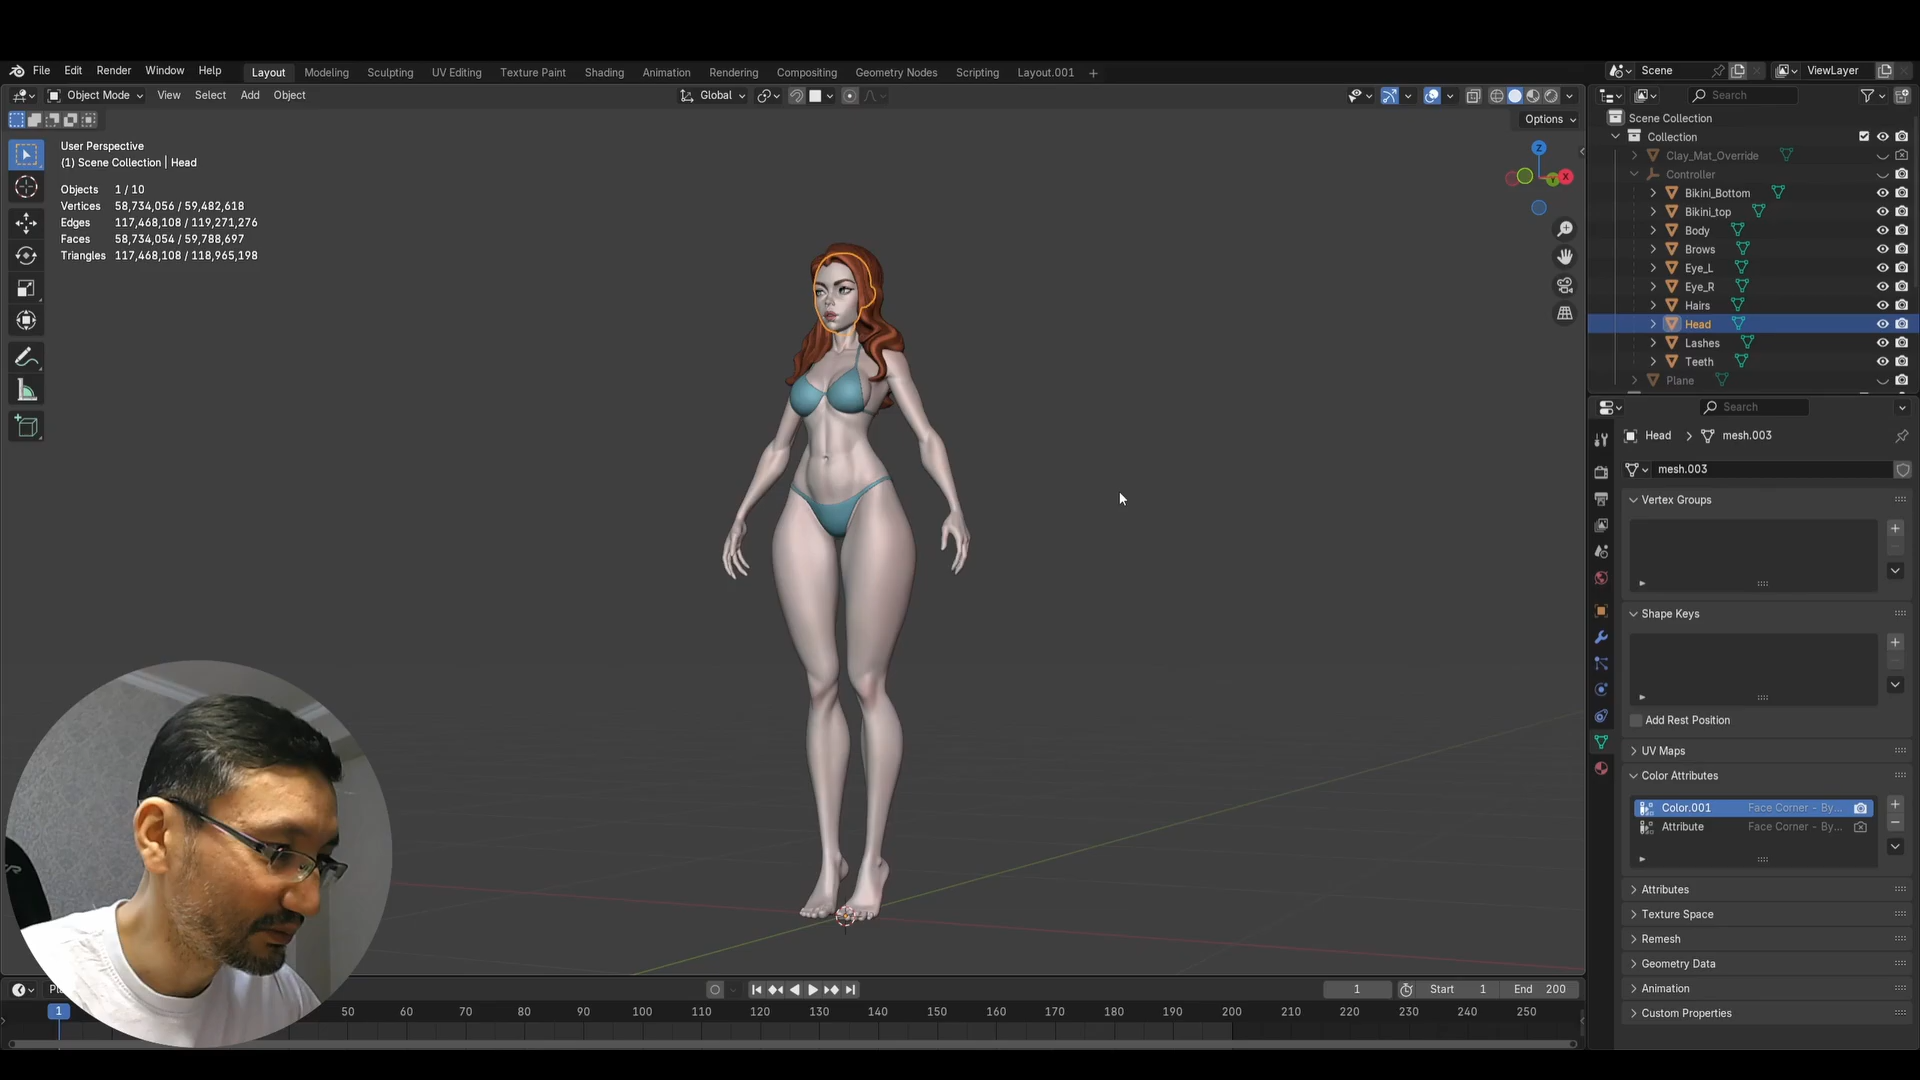 File Edit Render Window Help Layout Modeling Sculpting UV Editing Texture Paint Shading Animation Rendering Compositing Geometry Nodes Scripting Layout.001 + Scene ViewLayer
Object Mode View Select Add Object Global Search
Options
User Perspective
(1) Scene Collection | Head
Objects 1 / 10
Vertices 58,734,056 / 59,482,618
Edges 117,468,108 / 119,271,276
Faces 58,734,054 / 59,788,697
Triangles 117,468,108 / 118,965,198
Z
Y X
Scene Collection
Collection
Clay_Mat_Override
Controller
Bikini_Bottom
Bikini_top
Body
Brows
Eye_L
Eye_R
Hairs
Head
Lashes
Teeth
Plane
Search
Head > mesh.003
mesh.003
Vertex Groups
Shape Keys
Add Rest Position
UV Maps
Color Attributes
Color.001 Face Corner - By...
Attribute Face Corner - By...
Attributes
Texture Space
Remesh
Geometry Data
Animation
Custom Properties
1 Start 1 End 200
1 50 60 70 80 90 100 110 120 130 140 150 160 170 180 190 200 210 220 230 240 250